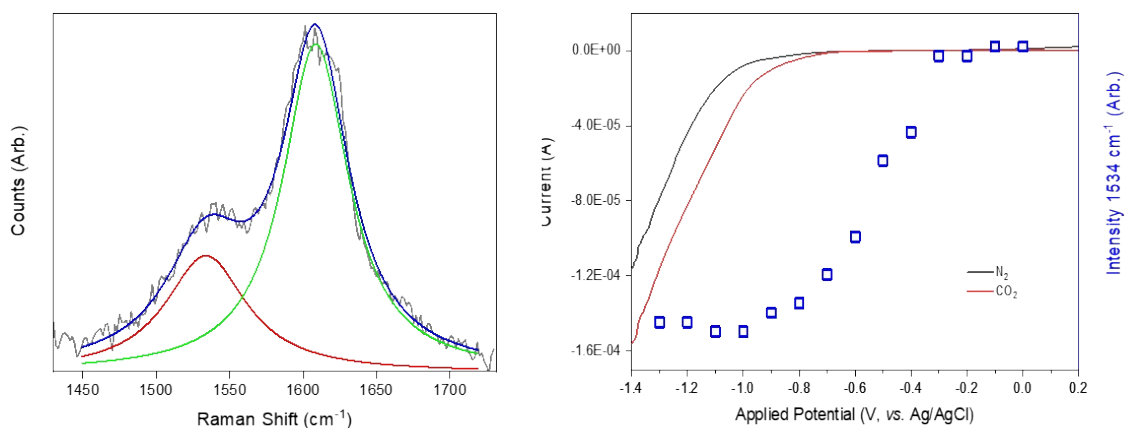 Counts (Arb.)
1450 1500 1550 1600 1650 1700
Raman Shift (cm⁻¹)
Current (A)
0.0E+00
-4.0E-05
-8.0E-05
-1.2E-04
-1.6E-04
N₂
CO₂
-1.4 -1.2 -1.0 -0.8 -0.6 -0.4 -0.2 0.0 0.2
Applied Potential (V, vs. Ag/AgCl)
Intensity 1534 cm⁻¹ (Arb.)